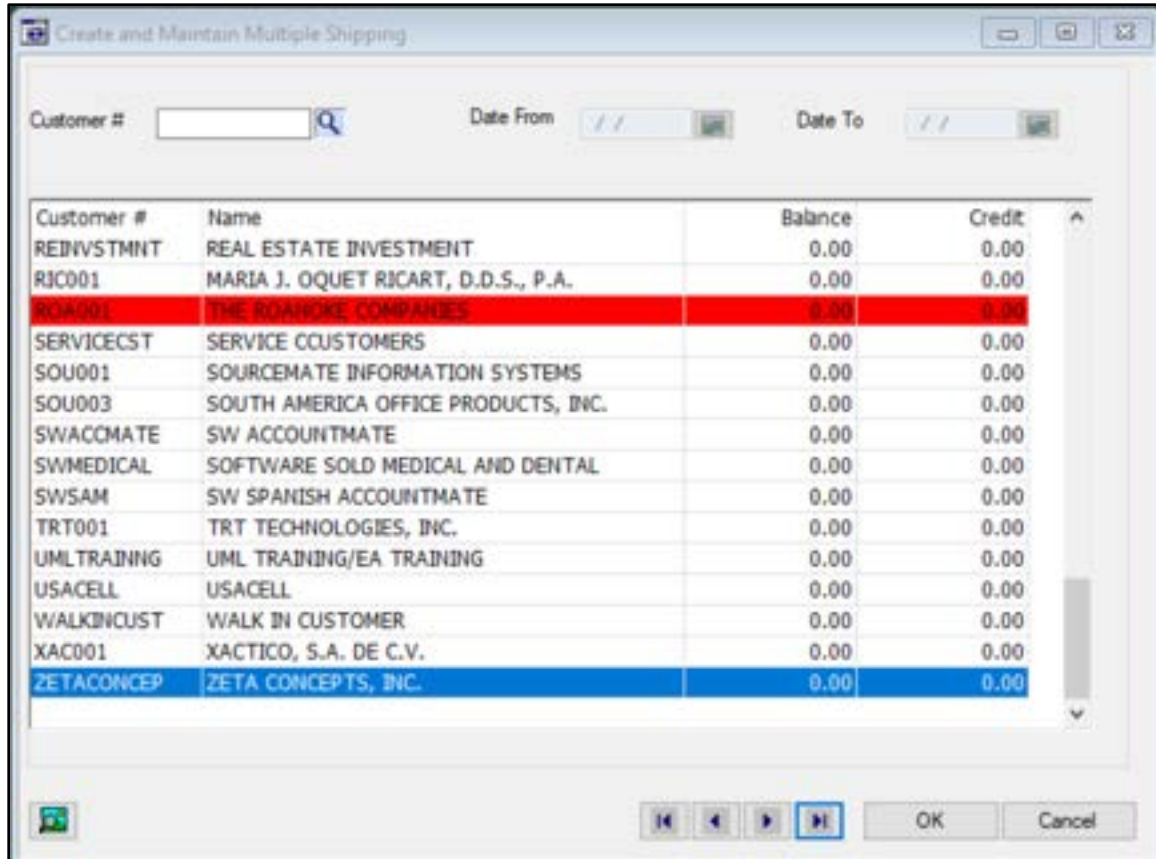 Create and Maintain Multiple Shipping
Customer # Date From / / Date To / /
Customer # Name Balance Credit
REINVSTMNT REAL ESTATE INVESTMENT 0.00 0.00
RIC001 MARIA J. OQUET RICART, D.D.S., P.A. 0.00 0.00
ROA001 THE ROANOKE COMPANIES 0.00 0.00
SERVICECST SERVICE CCUSTOMERS 0.00 0.00
SOU001 SOURCEMATE INFORMATION SYSTEMS 0.00 0.00
SOU003 SOUTH AMERICA OFFICE PRODUCTS, INC. 0.00 0.00
SWACCMATE SW ACCOUNTMATE 0.00 0.00
SWMEDICAL SOFTWARE SOLD MEDICAL AND DENTAL 0.00 0.00
SWSAM SW SPANISH ACCOUNTMATE 0.00 0.00
TRT001 TRT TECHNOLOGIES, INC. 0.00 0.00
UMLTRAINNG UML TRAINING/EA TRAINING 0.00 0.00
USACELL USACELL 0.00 0.00
WALKINCUST WALK IN CUSTOMER 0.00 0.00
XAC001 XACTICO, S.A. DE C.V. 0.00 0.00
ZETACONCEP ZETA CONCEPTS, INC. 0.00 0.00
OK Cancel